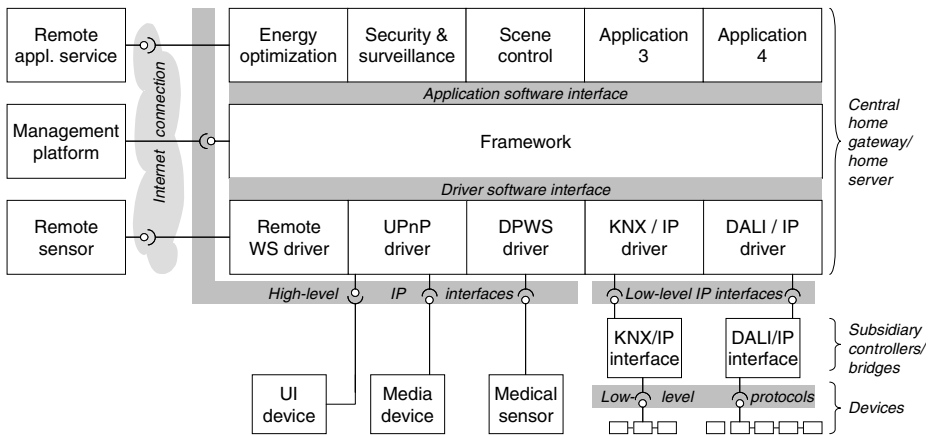 Remote
appl. service
Management
platform
Remote
sensor
Internet connection
Energy
optimization
Security &
surveillance
Scene
control
Application
3
Application
4
Application software interface
Framework
Driver software interface
Remote
WS driver
UPnP
driver
DPWS
driver
KNX / IP
driver
DALI / IP
driver
High-level IP interfaces
Low-level IP interfaces
KNX/IP
interface
DALI/IP
interface
UI
device
Media
device
Medical
sensor
Low-level protocols
Central
home
gateway/
home
server
Subsidiary
controllers/
bridges
Devices